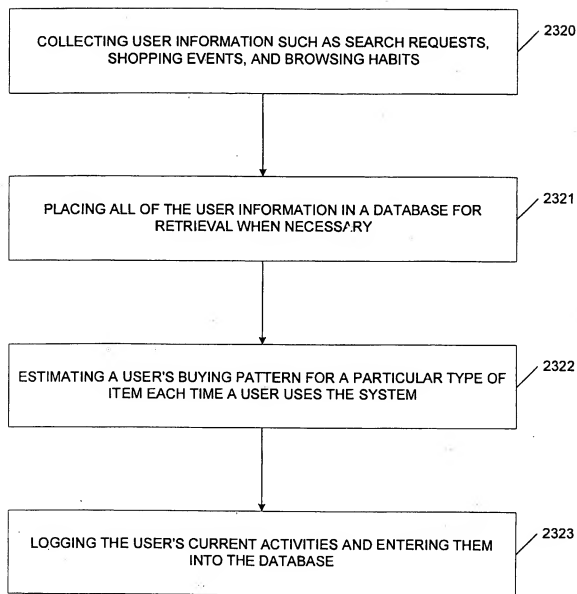 COLLECTING USER INFORMATION SUCH AS SEARCH REQUESTS,
SHOPPING EVENTS, AND BROWSING HABITS
2320
PLACING ALL OF THE USER INFORMATION IN A DATABASE FOR
RETRIEVAL WHEN NECESSARY
2321
ESTIMATING A USER'S BUYING PATTERN FOR A PARTICULAR TYPE OF
ITEM EACH TIME A USER USES THE SYSTEM
2322
LOGGING THE USER'S CURRENT ACTIVITIES AND ENTERING THEM
INTO THE DATABASE
2323